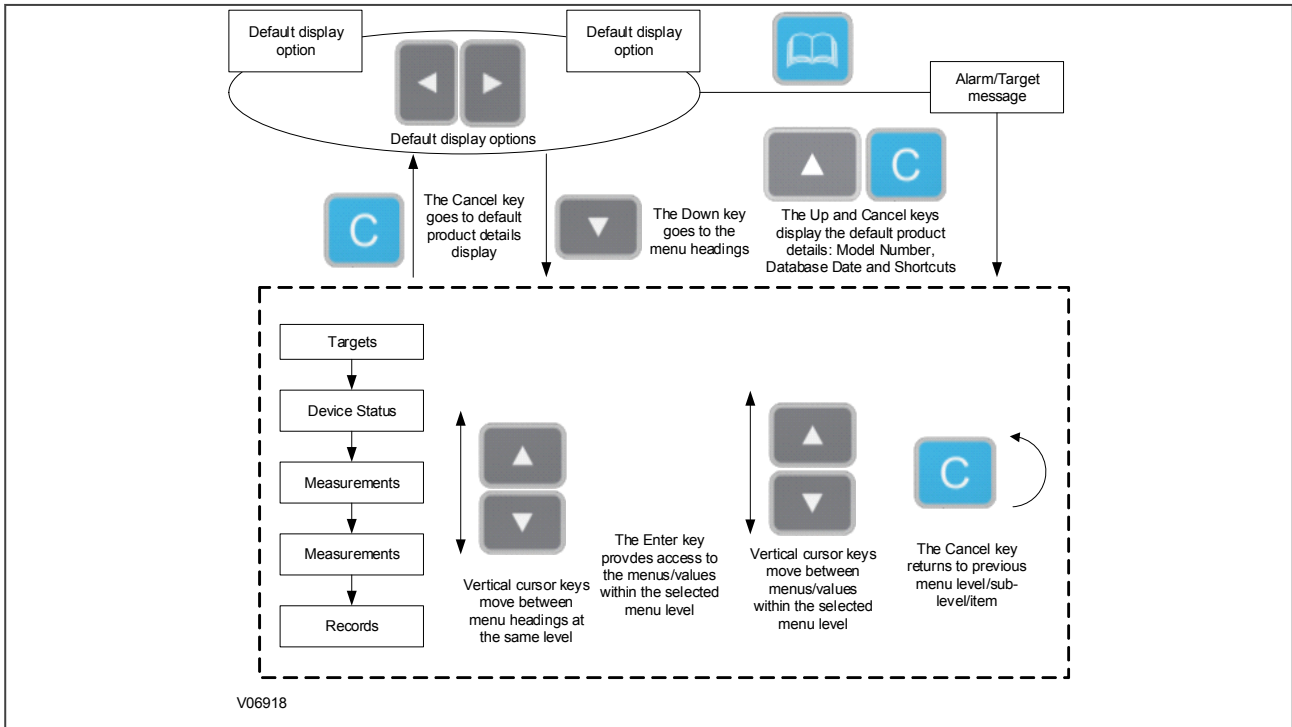 Default display
option
Default display
option
Alarm/Target
message
Default display options
C
The Cancel key
goes to default
product details
display
The Down key
goes to the
menu headings
C
The Up and Cancel keys
display the default product
details: Model Number,
Database Date and Shortcuts
Targets
Device Status
Measurements
Measurements
Records
Vertical cursor keys
move between
menu headings at
the same level
The Enter key
provdes access to
the menus/values
within the selected
menu level
Vertical cursor keys
move between
menus/values
within the selected
menu level
C
The Cancel key
returns to previous
menu level/sub-
level/item
V06918